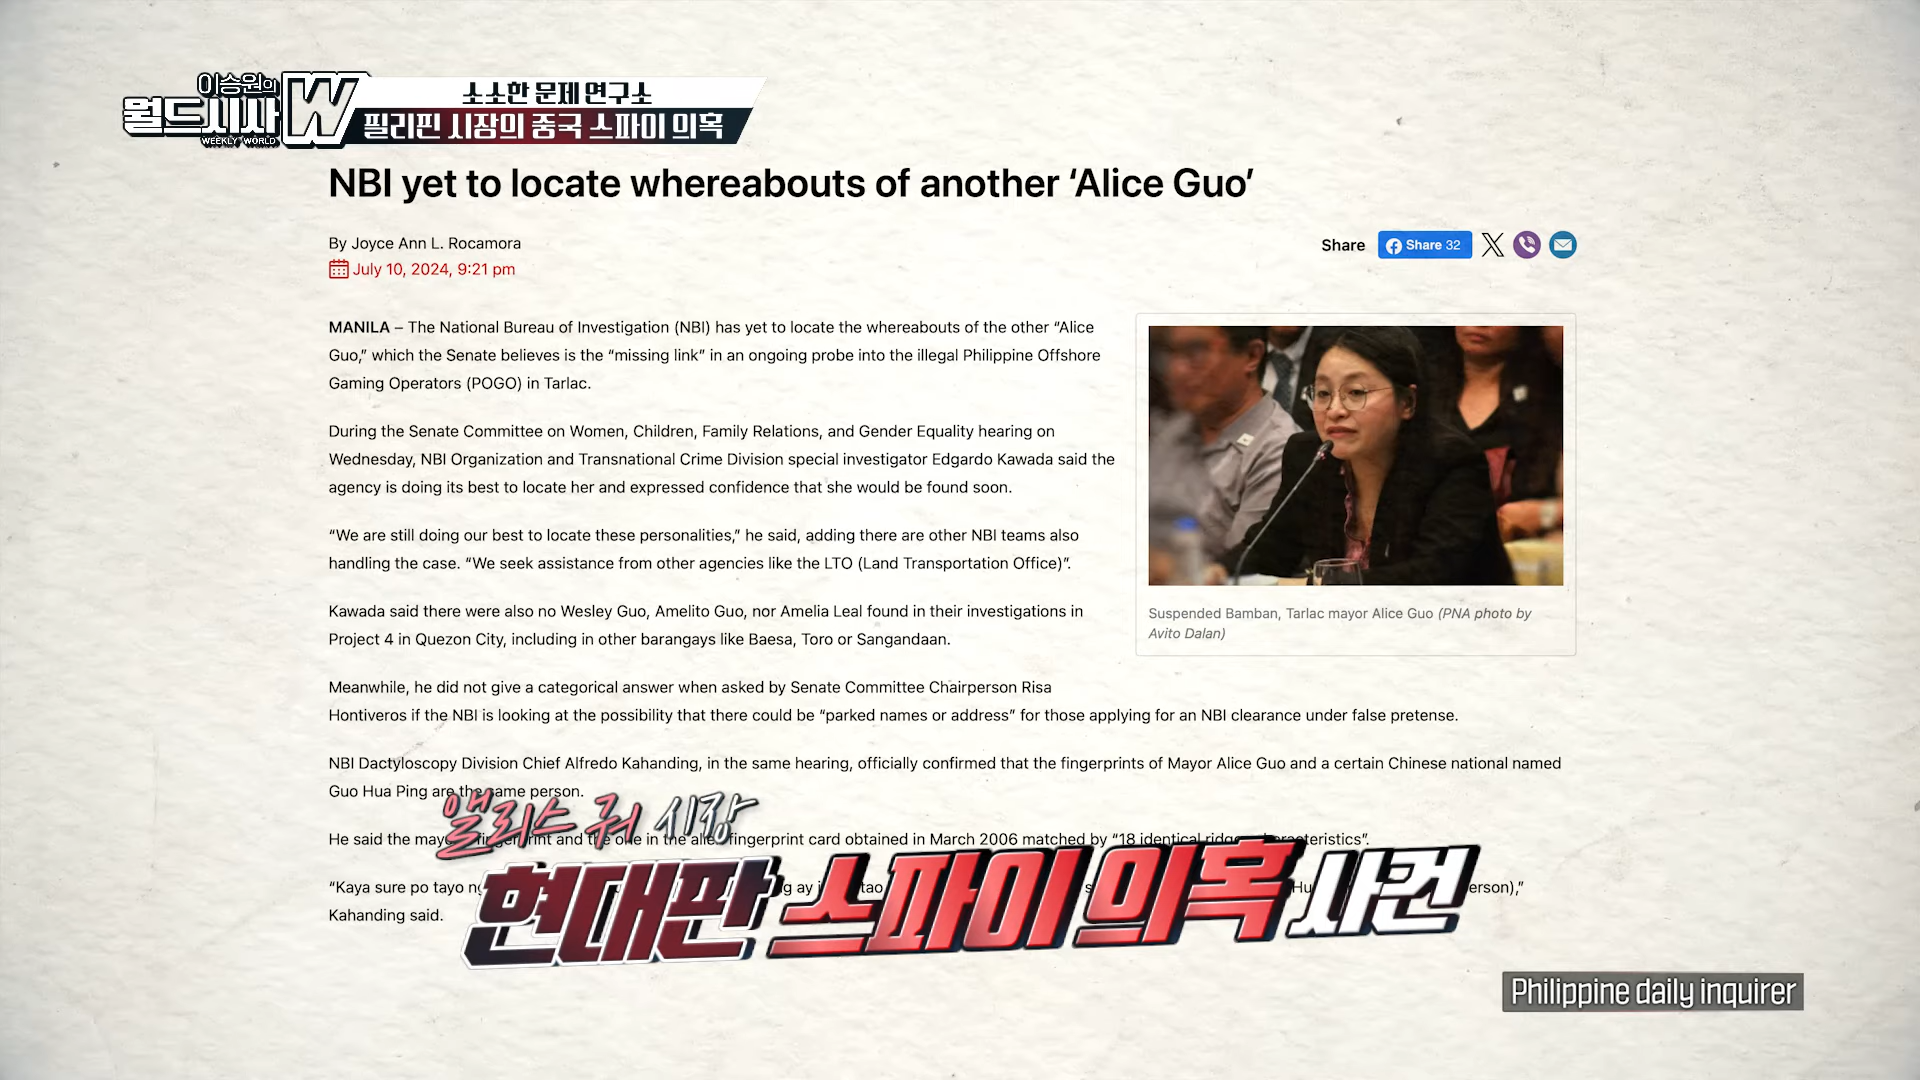 이승원의
월드시사
W
WEEKLY WORLD
소소한 문제 연구소
필리핀 시장의 중국 스파이 의혹
NBI yet to locate whereabouts of another ‘Alice Guo’
By Joyce Ann L. Rocamora
July 10, 2024, 9:21 pm
Share
Share 32
MANILA – The National Bureau of Investigation (NBI) has yet to locate the whereabouts of the other “Alice
Guo,” which the Senate believes is the “missing link” in an ongoing probe into the illegal Philippine Offshore
Gaming Operators (POGO) in Tarlac.
During the Senate Committee on Women, Children, Family Relations, and Gender Equality hearing on
Wednesday, NBI Organization and Transnational Crime Division special investigator Edgardo Kawada said the
agency is doing its best to locate her and expressed confidence that she would be found soon.
“We are still doing our best to locate these personalities,” he said, adding there are other NBI teams also
handling the case. “We seek assistance from other agencies like the LTO (Land Transportation Office)”.
Kawada said there were also no Wesley Guo, Amelito Guo, nor Amelia Leal found in their investigations in
Project 4 in Quezon City, including in other barangays like Baesa, Toro or Sangandaan.
Suspended Bamban, Tarlac mayor Alice Guo (PNA photo by
Avito Dalan)
Meanwhile, he did not give a categorical answer when asked by Senate Committee Chairperson Risa
Hontiveros if the NBI is looking at the possibility that there could be “parked names or address” for those applying for an NBI clearance under false pretense.
NBI Dactyloscopy Division Chief Alfredo Kahanding, in the same hearing, officially confirmed that the fingerprints of Mayor Alice Guo and a certain Chinese national named
Guo Hua Ping are the same person.
He said the and the one in the fingerprint card obtained in March 2006 matched by “18 identical
“Kaya sure po tayo ay
Kahanding said.
앨리스 궈 시장
현대판 스파이 의혹 사건
Philippine daily inquirer